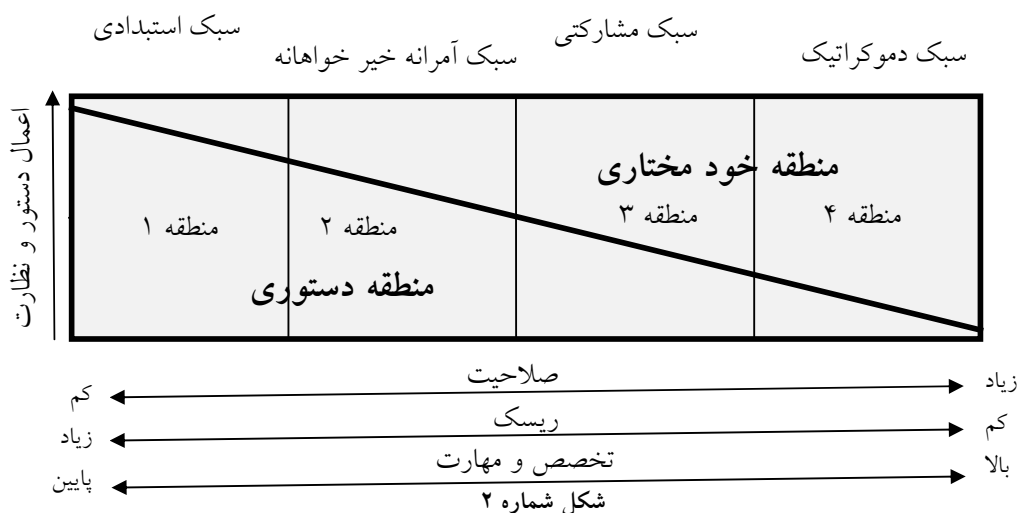 سبک دموکراتیک
سبک مشارکتی
سبک آمرانه خیر خواهانه
سبک استبدادی
اعمال دستور و نظارت
منطقه خود مختاری
منطقه ۴
منطقه ۳
منطقه ۲
منطقه ۱
منطقه دستوری
زیاد
صلاحیت
کم
کم
ریسک
زیاد
بالا
تخصص و مهارت
پایین
شکل شماره ۲